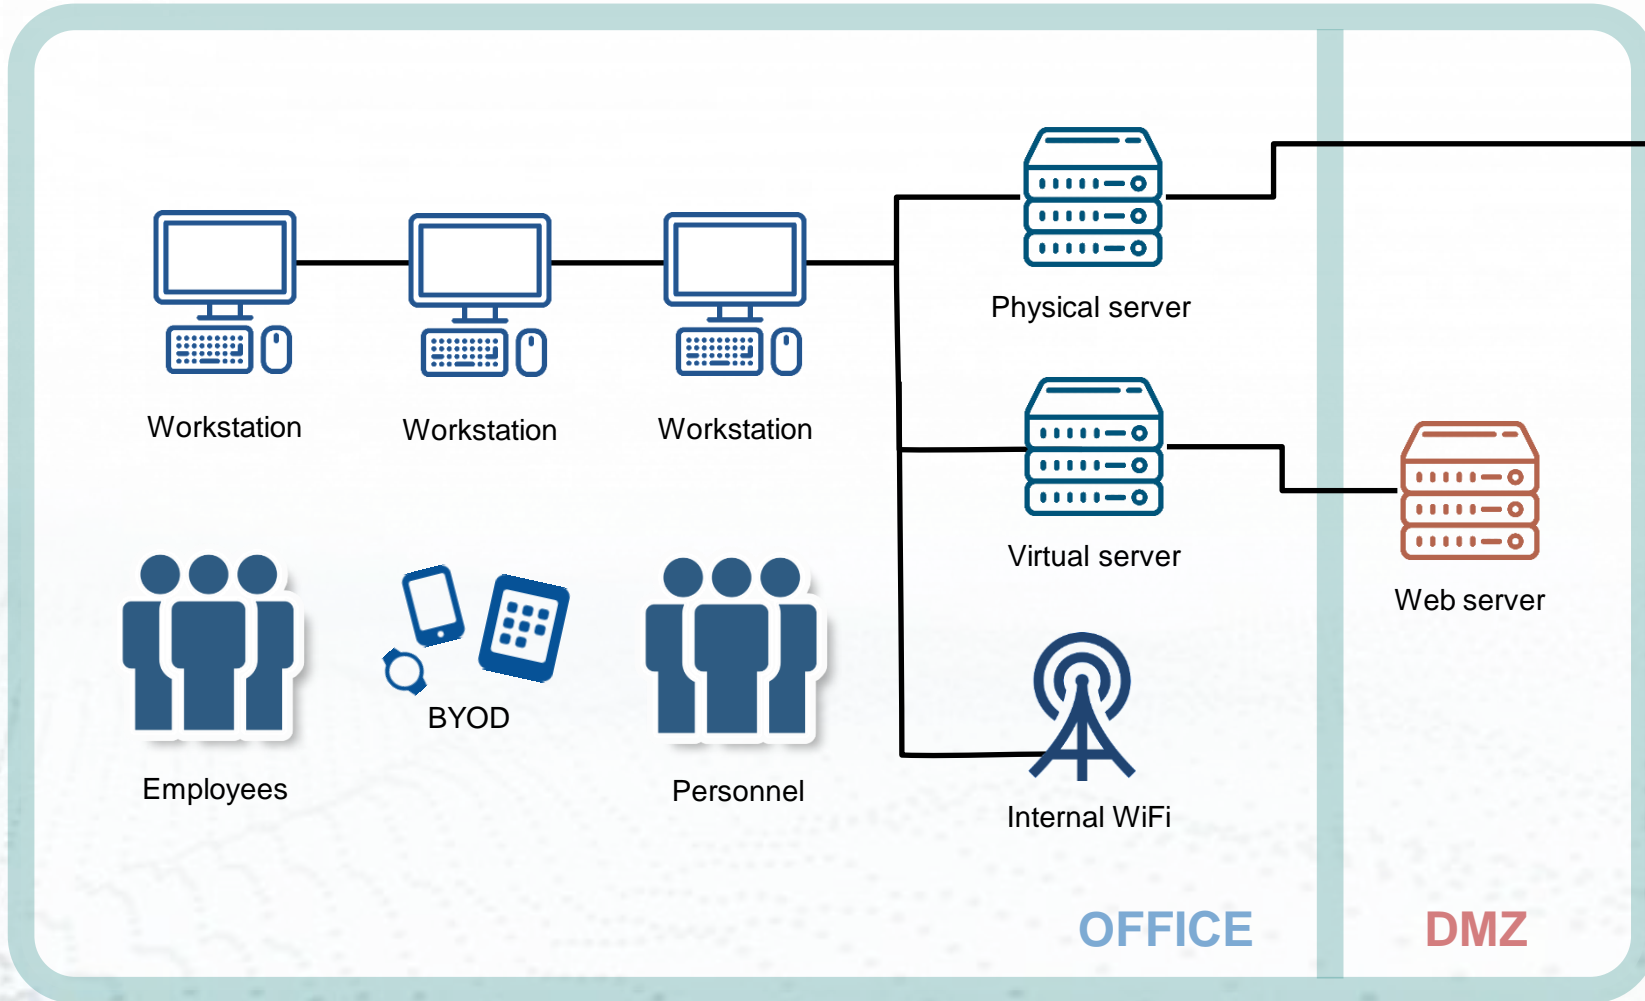 Physical server
Workstation
Workstation
Workstation
Virtual server
Web server
BYOD
Employees
Personnel
Internal WiFi
OFFICE
DMZ